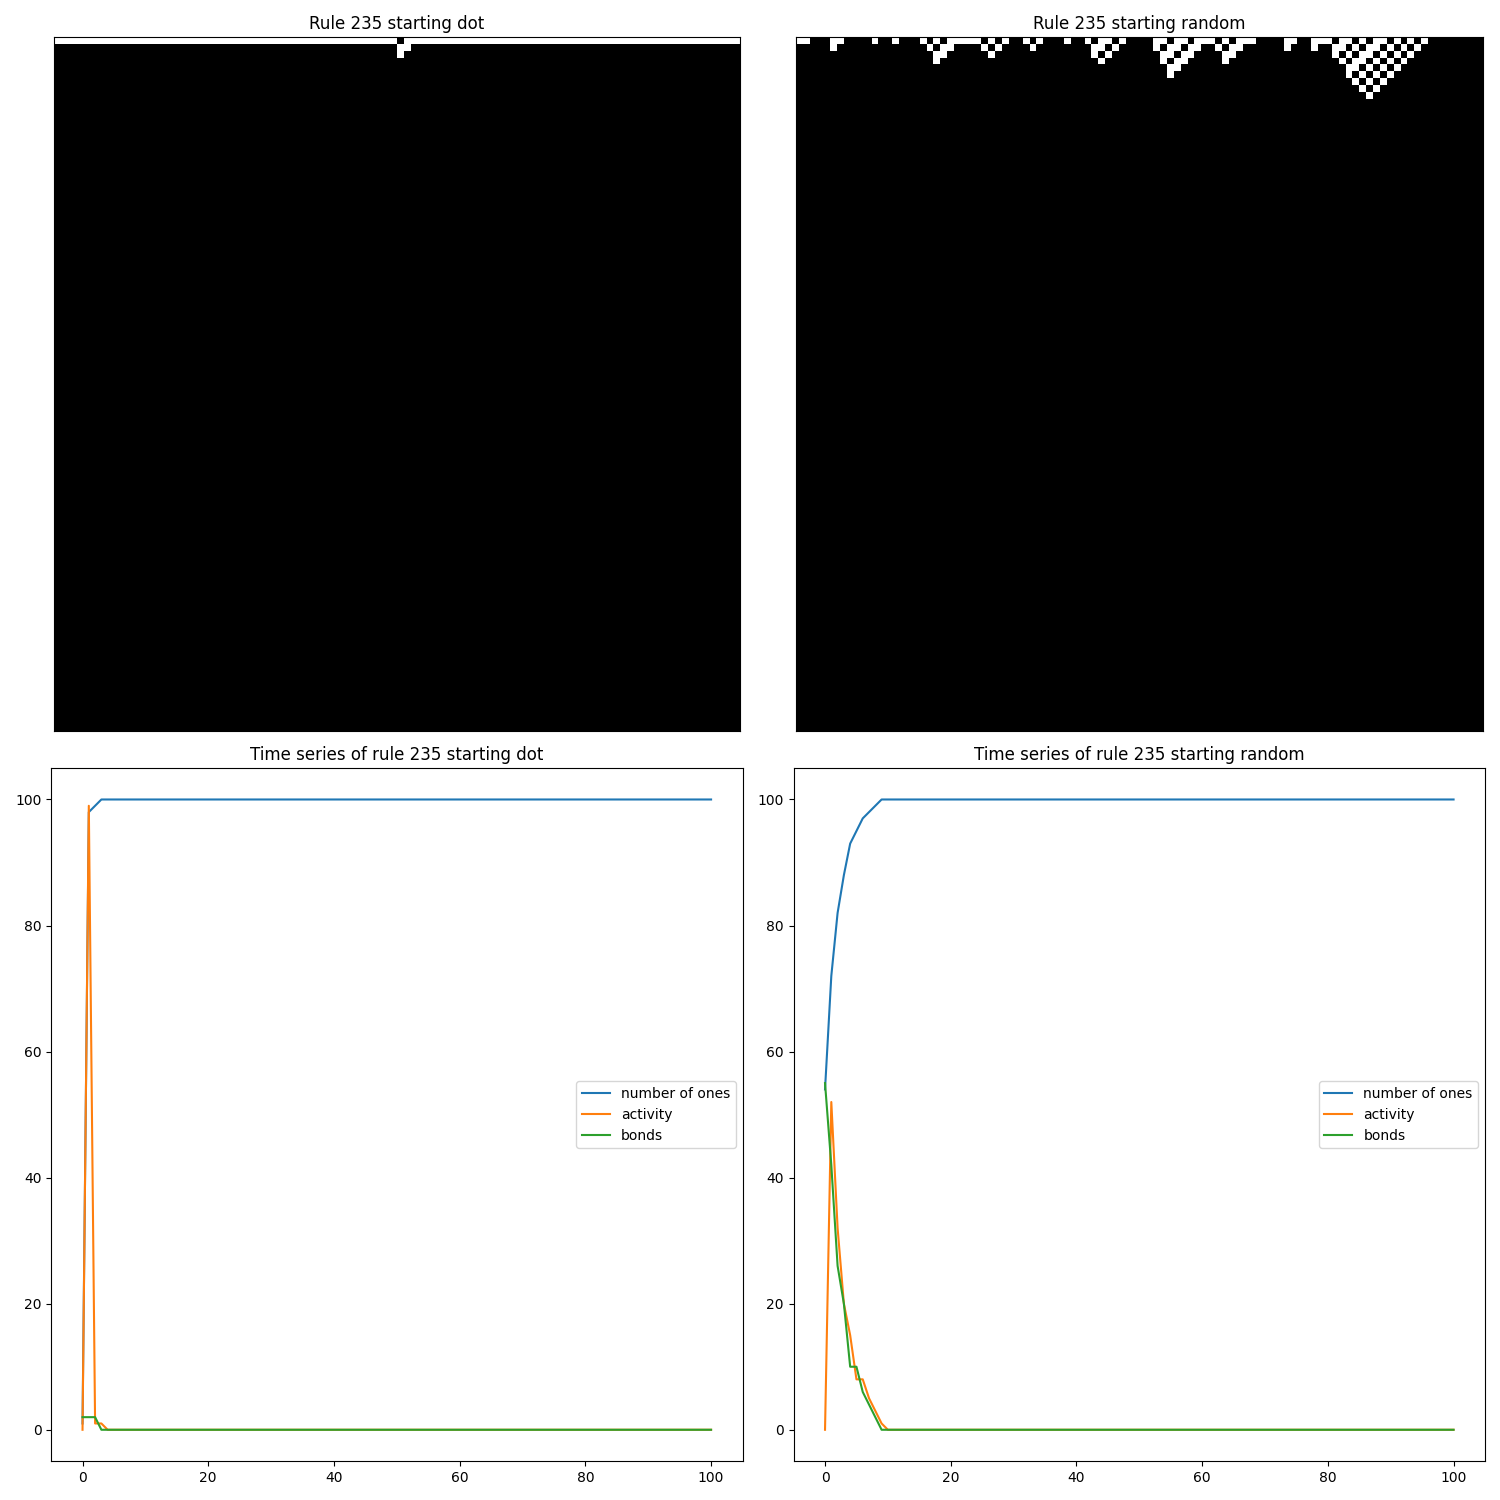 Rule 235 starting dot
Rule 235 starting random
Time series of rule 235 starting dot
100
80
60
40
20
0
number of ones
activity
bonds
0
20
40
60
80
100
Time series of rule 235 starting random
100
80
60
40
20
0
number of ones
activity
bonds
0
20
40
60
80
100